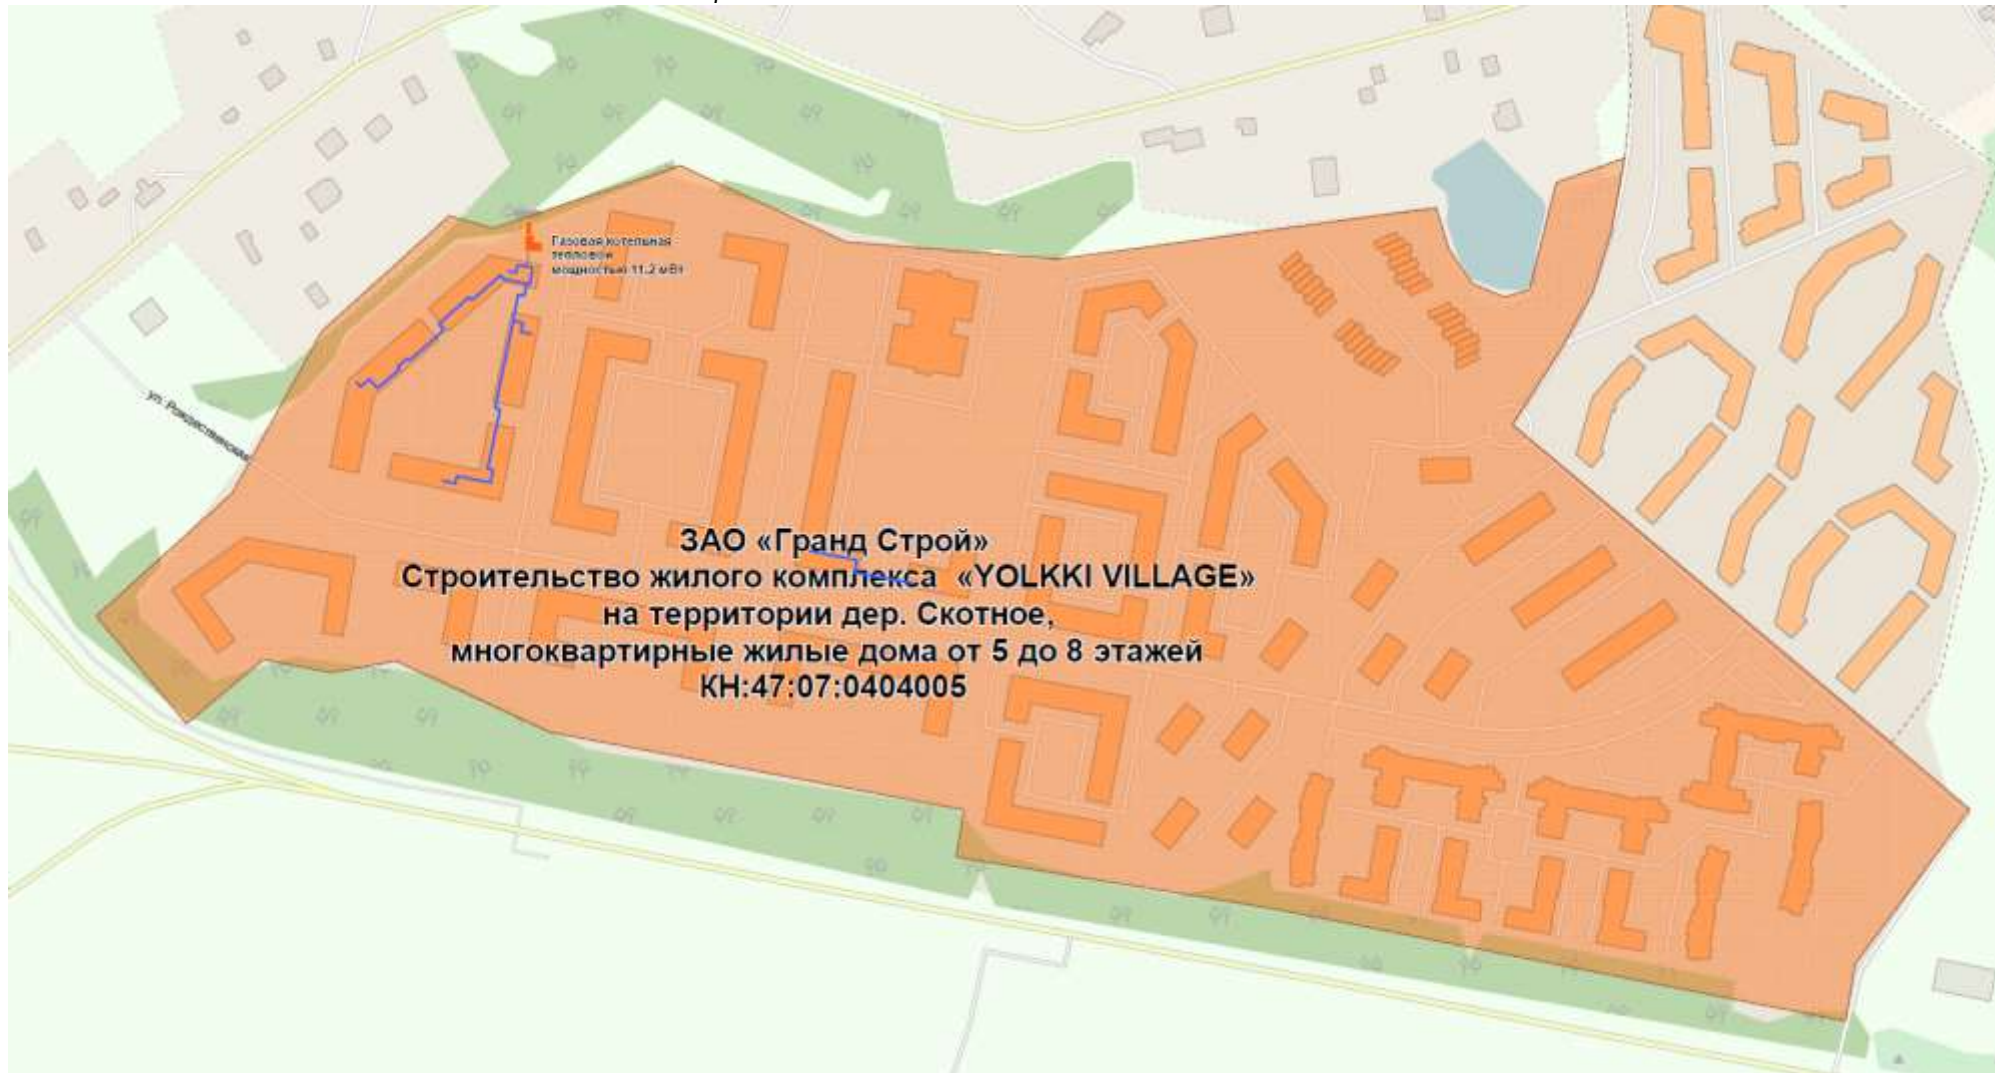 Газовая котельная
тепловой
мощностью 11.2 мВт
ул. Рождественская
ЗАО «Гранд Строй»
Строительство жилого комплекса «YOLKKI VILLAGE»
на территории дер. Скотное,
многоквартирные жилые дома от 5 до 8 этажей
КН:47:07:0404005